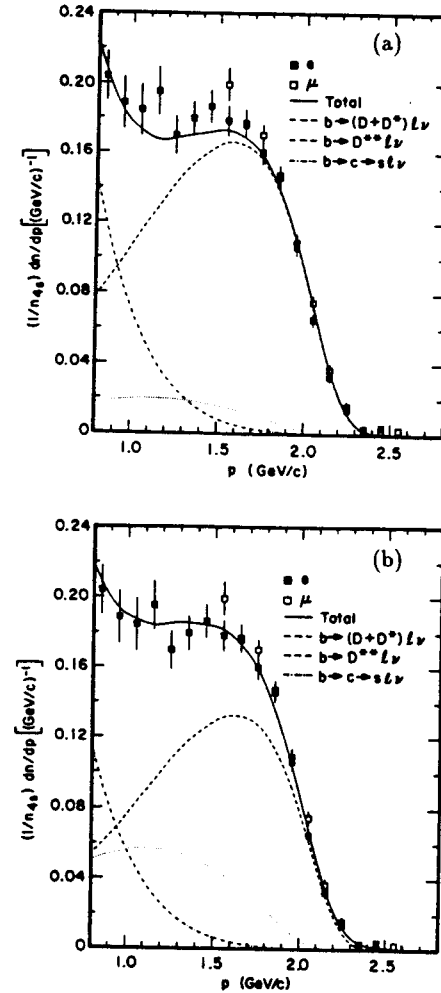 (a)
0.24
0.20
0.16
0.12
0.08
0.04
0
(1/n4s) dn/dp [(GeV/c)⁻¹]
e
μ
Total
b→(D+D*)ℓν
b→D**ℓν
b→c→sℓν
1.0 1.5 2.0 2.5
p (GeV/c)
(b)
0.24
0.20
0.16
0.12
0.08
0.04
0
(1/n4s) dn/dp [(GeV/c)⁻¹]
e
μ
Total
b→(D+D*)ℓν
b→D**ℓν
b→c→sℓν
1.0 1.5 2.0 2.5
p (GeV/c)